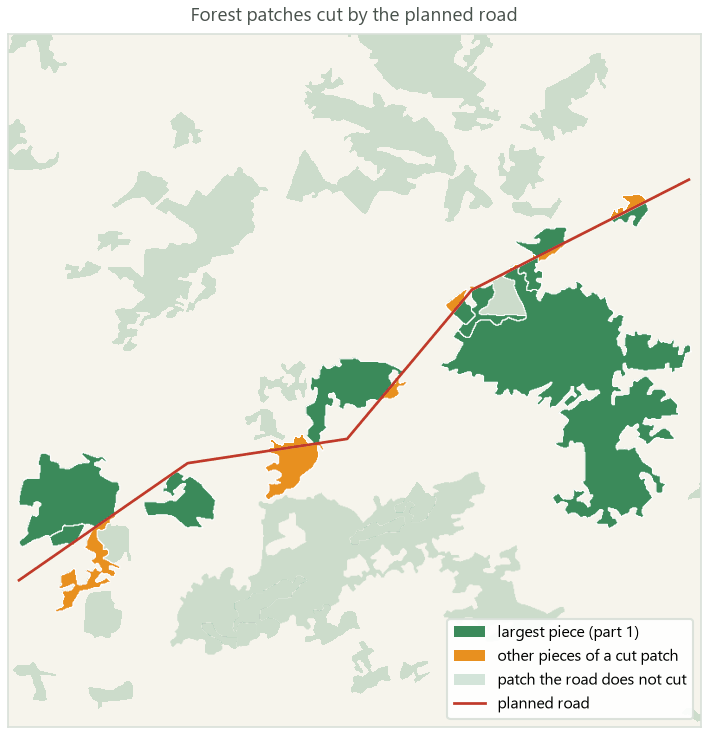 Forest patches cut by the planned road
largest piece (part 1)
other pieces of a cut patch
patch the road does not cut
planned road